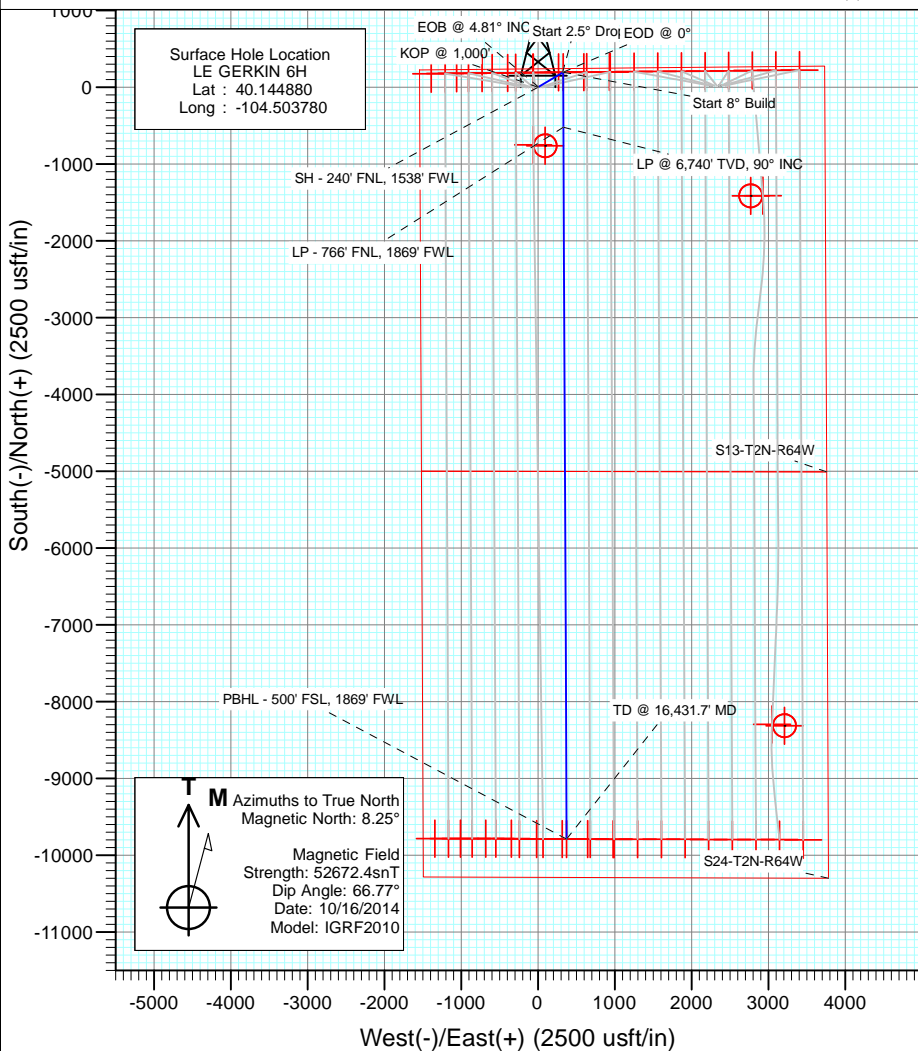 Surface Hole Location
LE GERKIN 6H
Lat : 40.144880
Long : -104.503780
EOB @ 4.81° INC
Start 2.5° Drop
EOD @ 0°
KOP @ 1,000'
Start 8° Build
SH - 240' FNL, 1538' FWL
LP @ 6,740' TVD, 90° INC
LP - 766' FNL, 1869' FWL
S13-T2N-R64W
PBHL - 500' FSL, 1869' FWL
TD @ 16,431.7' MD
S24-T2N-R64W
T
M
Azimuths to True North
Magnetic North: 8.25°
Magnetic Field
Strength: 52672.4snT
Dip Angle: 66.77°
Date: 10/16/2014
Model: IGRF2010
South(-)/North(+) (2500 usft/in)
1000
0
-1000
-2000
-3000
-4000
-5000
-6000
-7000
-8000
-9000
-10000
-11000
-5000 -4000 -3000 -2000 -1000 0 1000 2000 3000 4000
West(-)/East(+) (2500 usft/in)